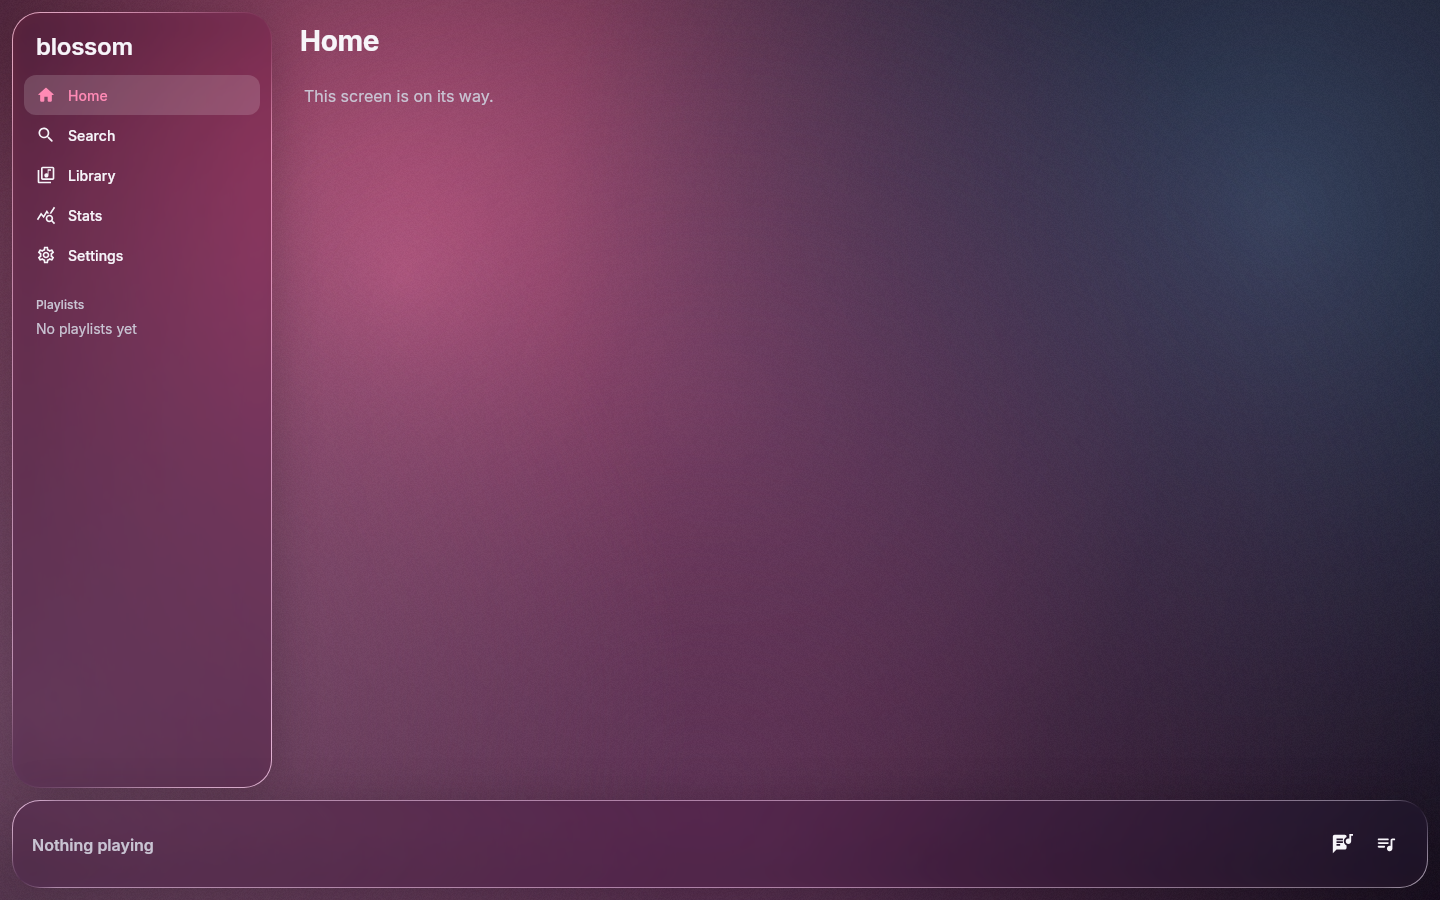 blossom
Home
Search
Library
Stats
Settings
Playlists
No playlists yet
Home
This screen is on its way.
Nothing playing